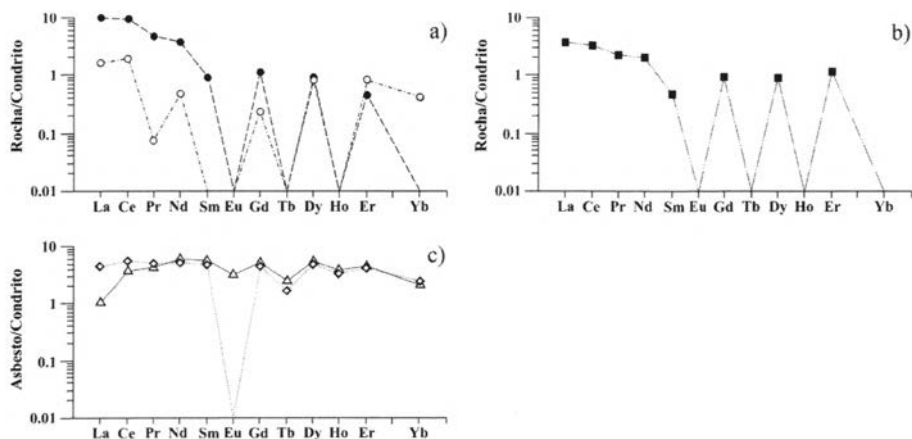 a)
Rocha/Condrito
10
1
0.1
0.01
La Ce Pr Nd Sm Eu Gd Tb Dy Ho Er Yb
b)
Rocha/Condrito
10
1
0.1
0.01
La Ce Pr Nd Sm Eu Gd Tb Dy Ho Er Yb
c)
Asbesto/Condrito
10
1
0.1
0.01
La Ce Pr Nd Sm Eu Gd Tb Dy Ho Er Yb